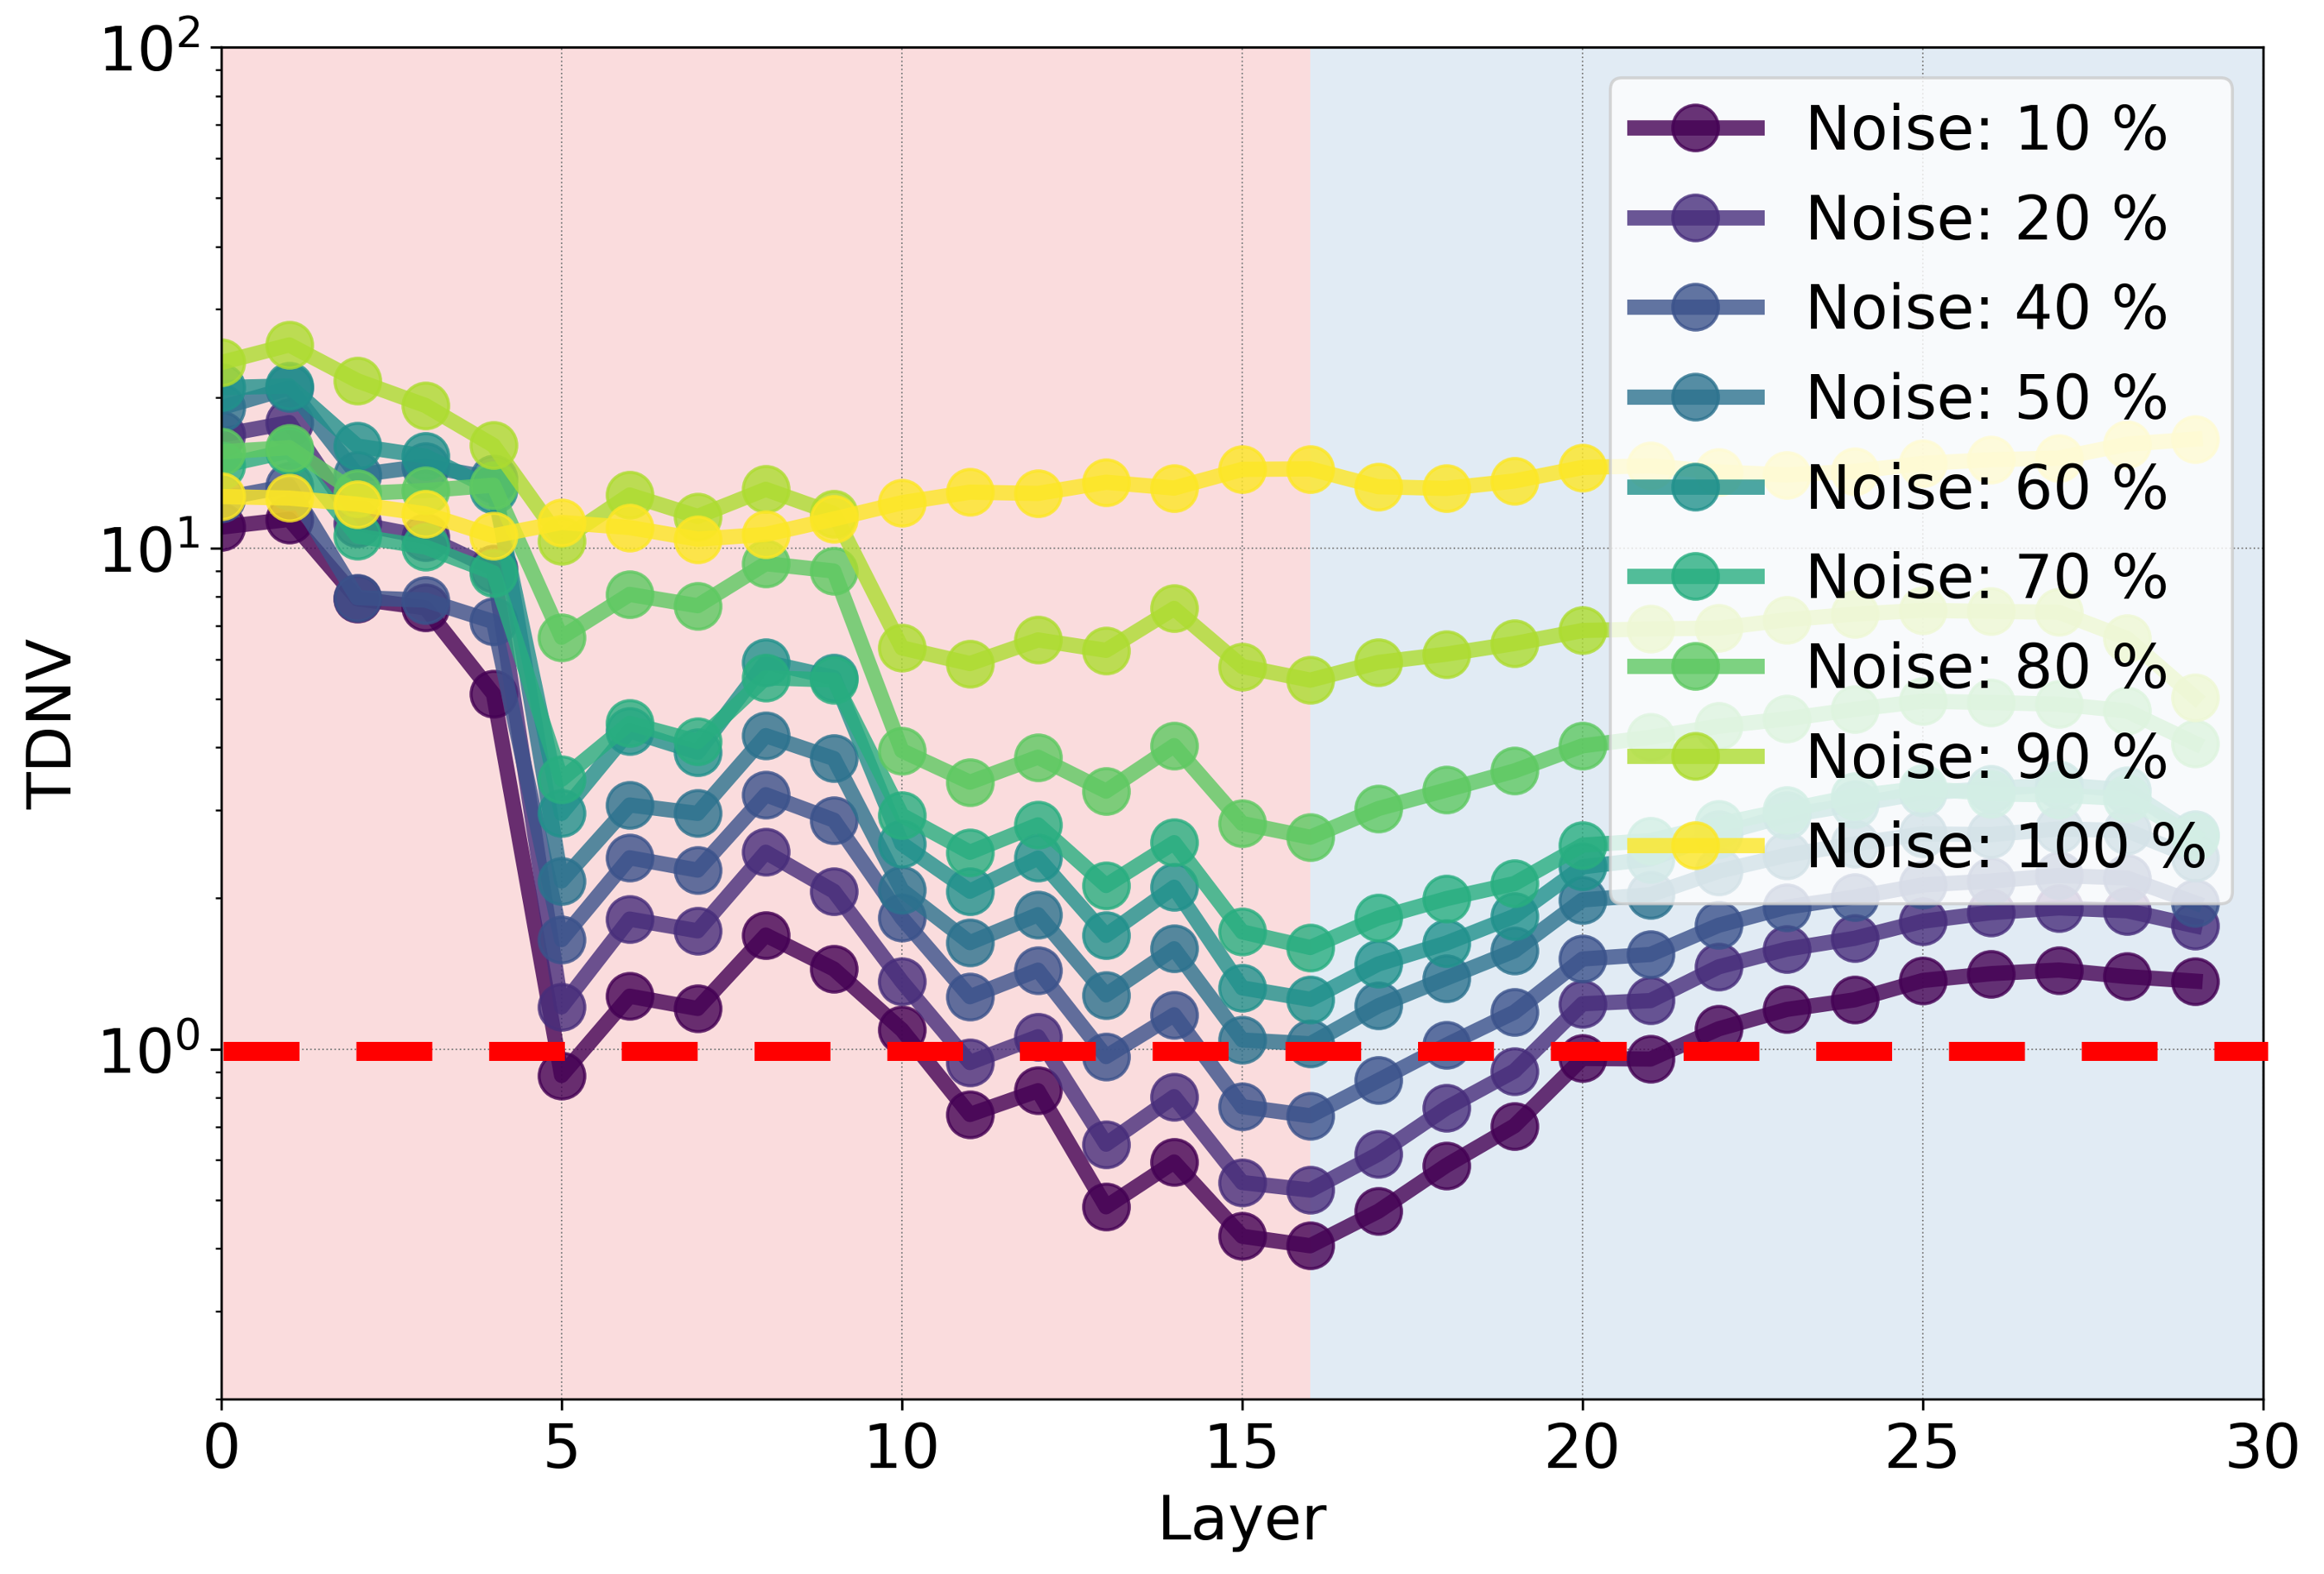 10²
10¹
10⁰
TDNV
0 5 10 15 20 25 30
Layer
Noise: 10 %
Noise: 20 %
Noise: 40 %
Noise: 50 %
Noise: 60 %
Noise: 70 %
Noise: 80 %
Noise: 90 %
Noise: 100 %